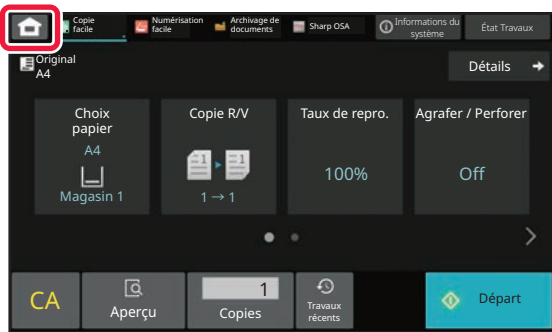 Copie
facile
Numérisation
facile
Archivage de
documents
Sharp OSA
Informations du
système
État Travaux
Original
A4
Détails
Choix
papier
A4
Magasin 1
Copie R/V
1 1
1 → 1
Taux de repro.
100%
Agrafer / Perforer
Off
CA
Aperçu
1
Copies
Travaux
récents
Départ